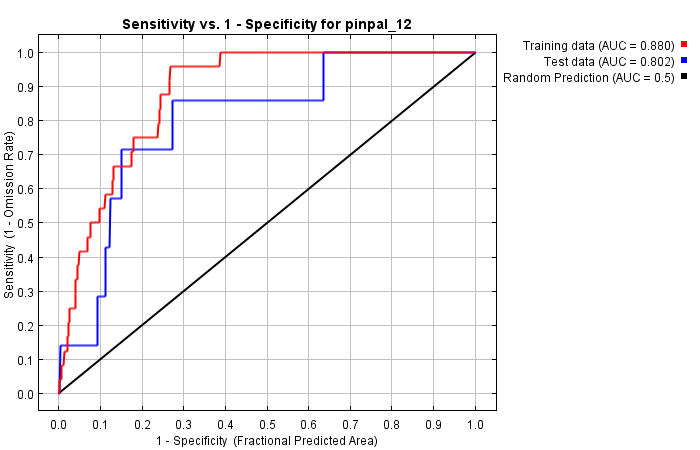 Sensitivity vs. 1 - Specificity for pinpal_12
Training data (AUC = 0.880)
Test data (AUC = 0.802)
Random Prediction (AUC = 0.5)
Sensitivity (1 - Omission Rate)
1.0
0.9
0.8
0.7
0.6
0.5
0.4
0.3
0.2
0.1
0.0
0.0 0.1 0.2 0.3 0.4 0.5 0.6 0.7 0.8 0.9 1.0
1 - Specificity (Fractional Predicted Area)